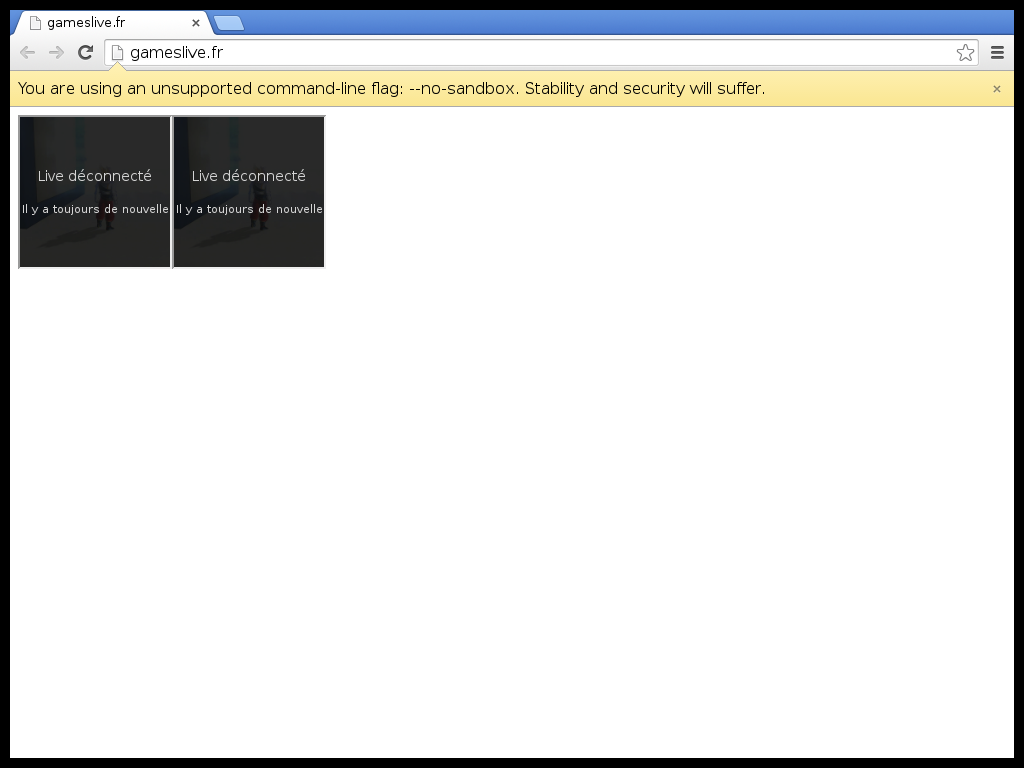 gameslive.fr
gameslive.fr
You are using an unsupported command-line flag: --no-sandbox. Stability and security will suffer.
Live déconnecté
Il y a toujours de nouvelle
Live déconnecté
Il y a toujours de nouvelle